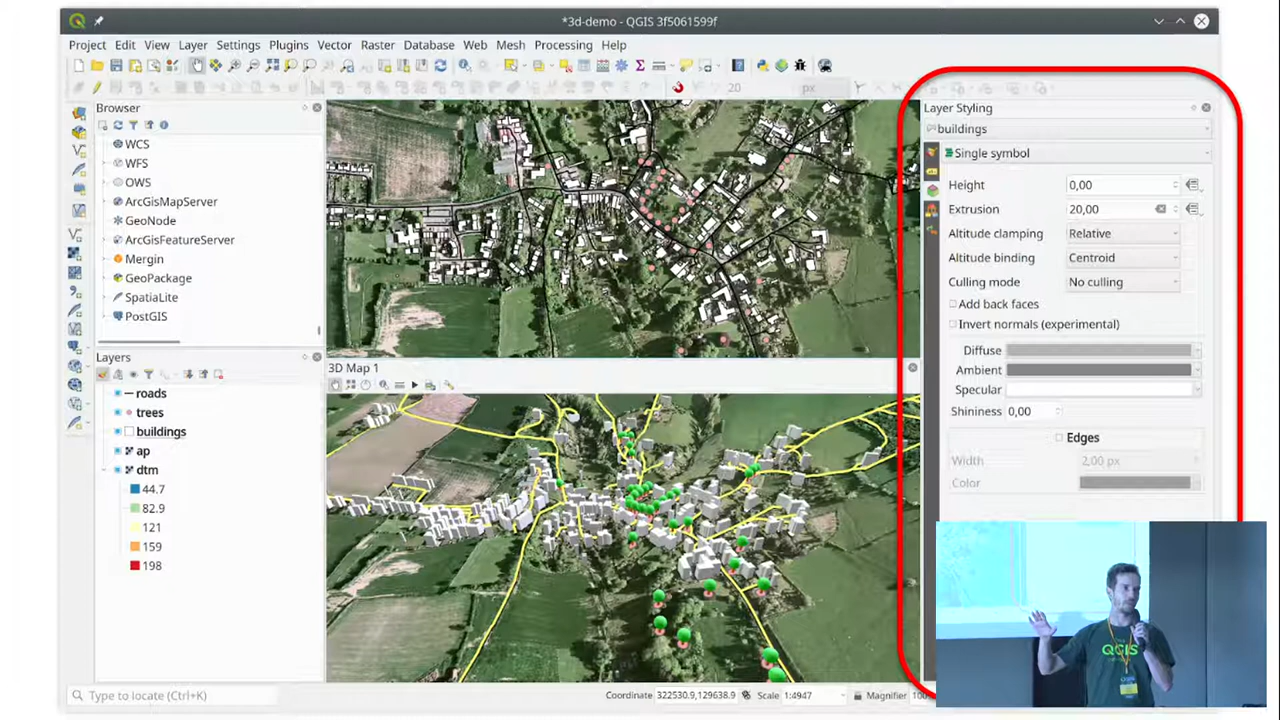 *3d-demo - QGIS 3f5061599f
Project Edit View Layer Settings Plugins Vector Raster Database Web Mesh Processing Help
20 px
Browser
WCS
WFS
OWS
ArcGisMapServer
GeoNode
ArcGisFeatureServer
Mergin
GeoPackage
SpatiaLite
PostGIS
Layers
roads
trees
buildings
ap
dtm
44.7
82.9
121
159
198
3D Map 1
Layer Styling
buildings
Single symbol
Height 0,00
Extrusion 20,00
Altitude clamping Relative
Altitude binding Centroid
Culling mode No culling
Add back faces
Invert normals (experimental)
Diffuse
Ambient
Specular
Shininess 0,00
Edges
Width 2,00 px
Color
QGIS
Type to locate (Ctrl+K)
Coordinate 322530.9,129638.9 Scale 1:4947 Magnifier